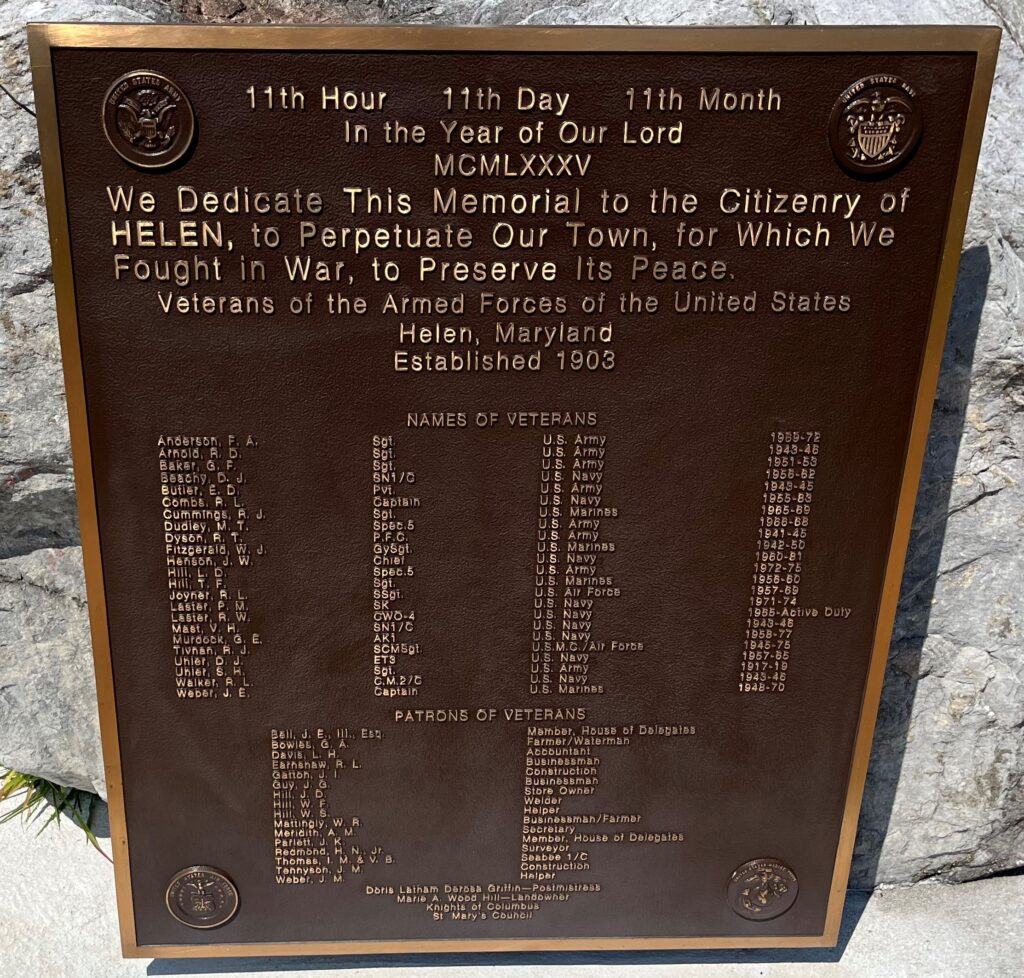 UNITED STATES ARMY
UNITED STATES NAVY
11th Hour 11th Day 11th Month
In the Year of Our Lord
MCMLXXXV
We Dedicate This Memorial to the Citizenry of
HELEN, to Perpetuate Our Town, for Which We
Fought in War, to Preserve Its Peace.
Veterans of the Armed Forces of the United States
Helen, Maryland
Established 1903
NAMES OF VETERANS
Anderson, F. A. Sgt. U.S. Army 1969-72
Arnold, R. D. Sgt. U.S. Army 1943-46
Baker, G. F. Sgt. U.S. Army 1951-53
Beachy, D. J. SN1/C U.S. Navy 1956-62
Butler, E. D. Pvt. U.S. Army 1943-45
Combs, R. L. Captain U.S. Navy 1955-83
Cummings, R. J. Sgt. U.S. Marines 1965-69
Dudley, M. T. Spec.5 U.S. Army 1966-68
Dyson, R. T. P.F.C. U.S. Army 1941-45
Fitzgerald, W. J. GySgt. U.S. Marines 1942-50
Henson, J. W. Chief U.S. Navy 1960-81
Hill, L. D. Spec.5 U.S. Army 1972-75
Hill, T. F. Sgt. U.S. Marines 1956-60
Joyner, R. L. SSgt. U.S. Air Force 1957-69
Laster, P. M. SK U.S. Navy 1971-74
Laster, R. W. CWO-4 U.S. Navy 1965-Active Duty
Mast, V. H. SN1/C U.S. Navy 1943-46
Murdock, G. E. AK1 U.S. Navy 1958-77
Tivnan, R. J. SCMSgt. U.S.M.C./Air Force 1945-75
Uhler, D. J. ET3 U.S. Navy 1957-65
Uhler, S. H. Sgt. U.S. Army 1917-19
Walker, R. L. C.M.2/C U.S. Navy 1943-46
Weber, J. E. Captain U.S. Marines 1948-70
PATRONS OF VETERANS
Bell, J. E., III., Esq. Member, House of Delegates
Bowles, G. A. Farmer/Waterman
Davis, L. H. Accountant
Earnshaw, R. L. Businessman
Gatton, J. I. Construction
Guy, J. G. Businessman
Hill, J. D. Store Owner
Hill, W. F. Welder
Hill, W. S. Helper
Mattingly, W. R. Businessman/Farmer
Meridith, A. M. Secretary
Parlett, J. K. Member, House of Delegates
Redmond, H. N., Jr. Surveyor
Thomas, I. M. & V. B. Seabee 1/C
Tennyson, J. M. Construction
Weber, J. M. Helper
Doris Latham Derosa Griffin—Postmistress
Marie A. Wood Hill—Landowner
Knights of Columbus
St Mary's Council